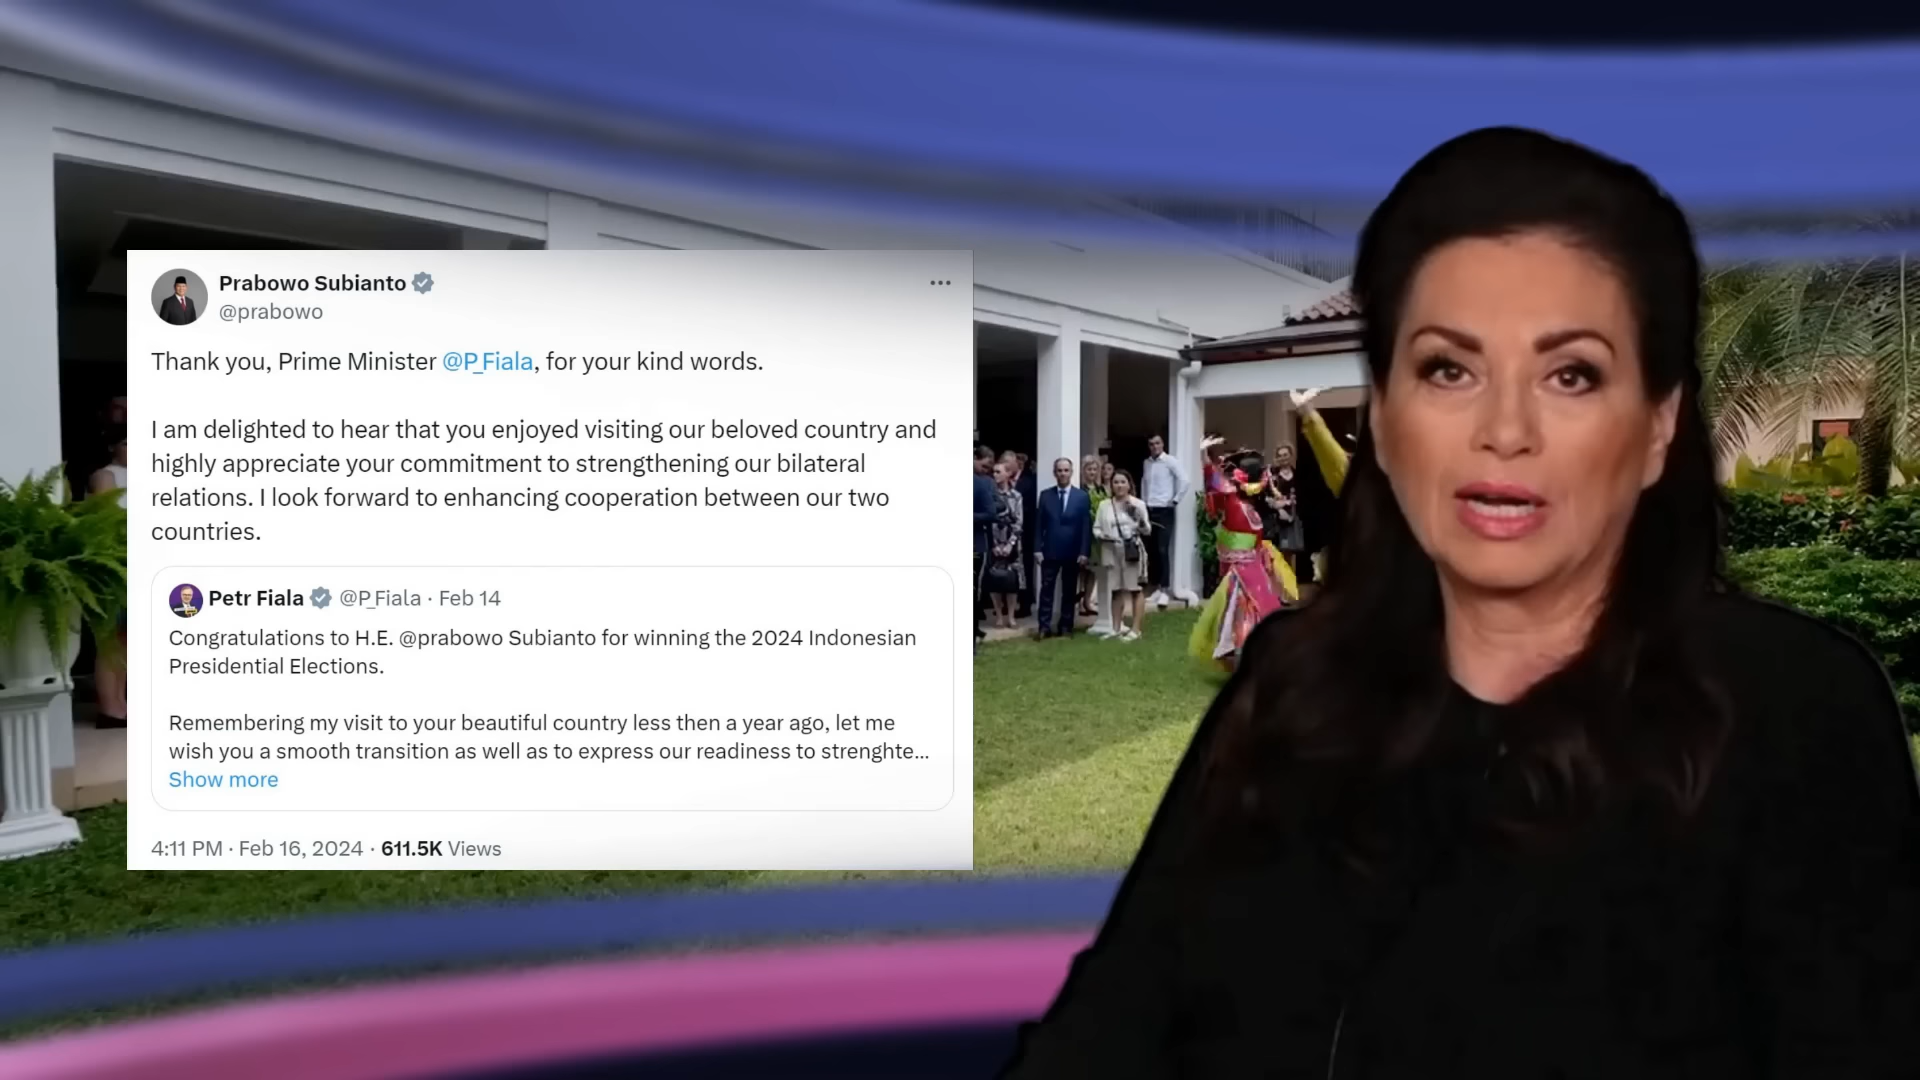 Prabowo Subianto
@prabowo
Thank you, Prime Minister @P_Fiala, for your kind words.
I am delighted to hear that you enjoyed visiting our beloved country and
highly appreciate your commitment to strengthening our bilateral
relations. I look forward to enhancing cooperation between our two
countries.
Petr Fiala @P_Fiala · Feb 14
Congratulations to H.E. @prabowo Subianto for winning the 2024 Indonesian
Presidential Elections.
Remembering my visit to your beautiful country less then a year ago, let me
wish you a smooth transition as well as to express our readiness to strenghte...
Show more
4:11 PM · Feb 16, 2024 · 611.5K Views